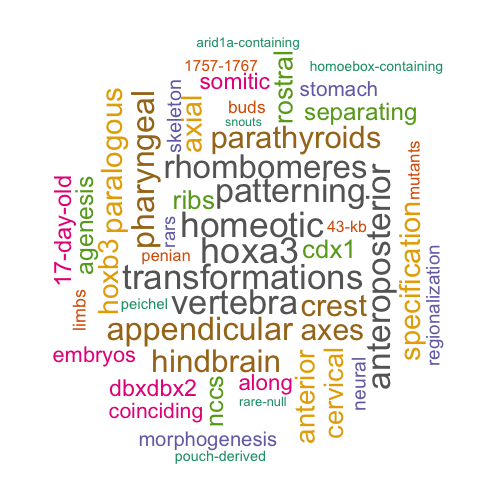 arid1a-containing
1757-1767
homoebox-containing
somitic
rostral
stomach
skeleton
axial
buds
separating
snouts
paralogous
pharyngeal
parathyroids
mutants
rhombomeres
patterning
17-day-old
agenesis
ribs
anteroposterior
specification
hoxb3
rars
homeotic
43-kb
penian
hoxa3
cdx1
regionalization
transformations
limbs
peichel
vertebra
crest
appendicular
axes
embryos
hindbrain
anterior
cervical
neural
dbxdbx2
nccs
along
coinciding
rare-null
morphogenesis
pouch-derived